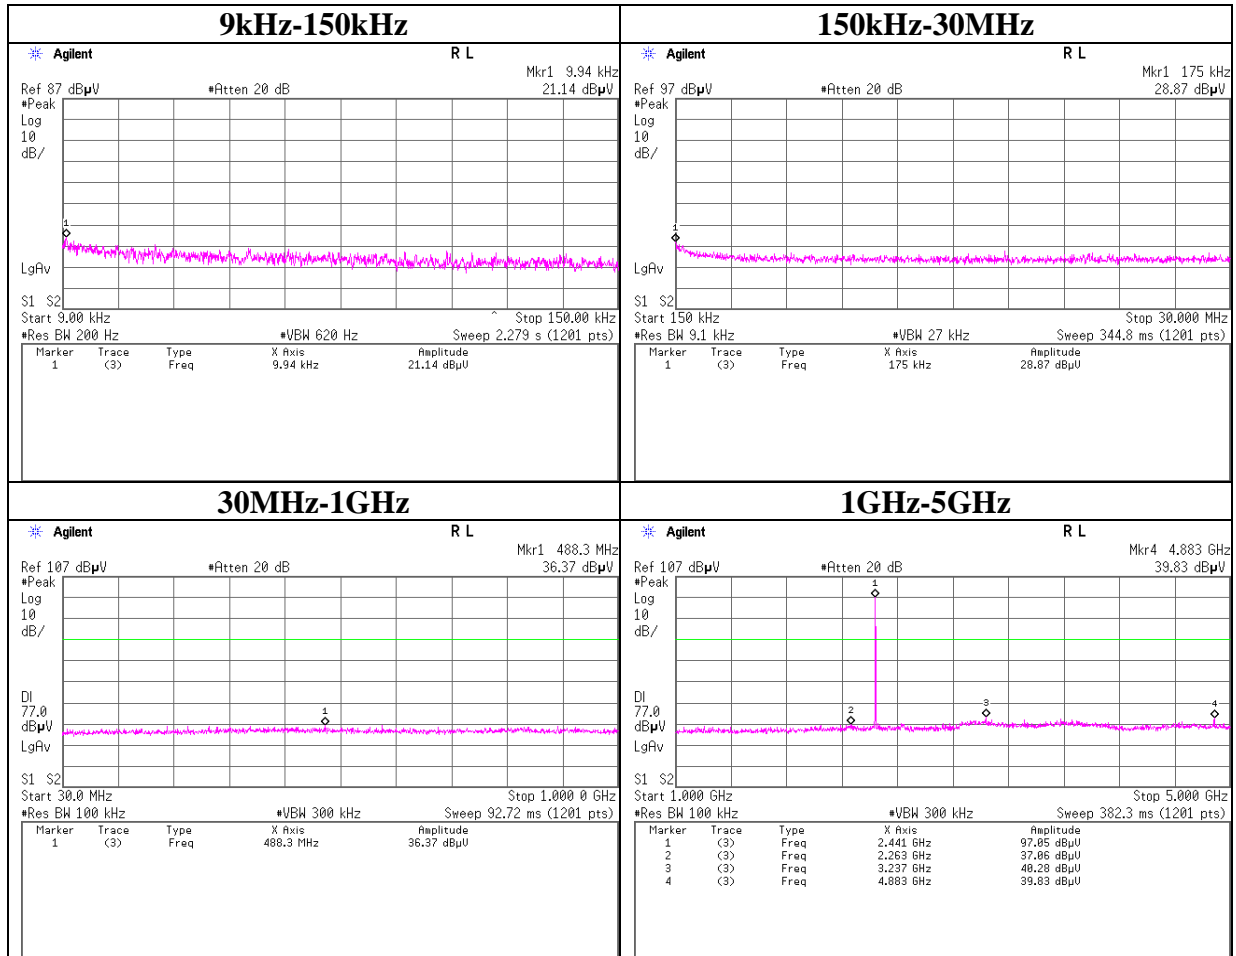 9kHz-150kHz
Agilent R L
Mkr1 9.94 kHz
Ref 87 dBµV #Atten 20 dB 21.14 dBµV
#Peak
Log
10
dB/
1
LgAv
S1 S2
Start 9.00 kHz ^ Stop 150.00 kHz
#Res BW 200 Hz #VBW 620 Hz Sweep 2.279 s (1201 pts)
Marker Trace Type X Axis Amplitude
1 (3) Freq 9.94 kHz 21.14 dBµV
150kHz-30MHz
Agilent R L
Mkr1 175 kHz
Ref 97 dBµV #Atten 20 dB 28.87 dBµV
#Peak
Log
10
dB/
1
LgAv
S1 S2
Start 150 kHz Stop 30.000 MHz
#Res BW 9.1 kHz #VBW 27 kHz Sweep 344.8 ms (1201 pts)
Marker Trace Type X Axis Amplitude
1 (3) Freq 175 kHz 28.87 dBµV
30MHz-1GHz
Agilent R L
Mkr1 488.3 MHz
Ref 107 dBµV #Atten 20 dB 36.37 dBµV
#Peak
Log
10
dB/
1
DI
77.0
dBµV
LgAv
S1 S2
Start 30.0 MHz Stop 1.000 0 GHz
#Res BW 100 kHz #VBW 300 kHz Sweep 92.72 ms (1201 pts)
Marker Trace Type X Axis Amplitude
1 (3) Freq 488.3 MHz 36.37 dBµV
1GHz-5GHz
Agilent R L
Mkr4 4.883 GHz
Ref 107 dBµV #Atten 20 dB 39.83 dBµV
#Peak
Log
10
dB/
1
DI
77.0
dBµV
2 3 4
LgAv
S1 S2
Start 1.000 GHz Stop 5.000 GHz
#Res BW 100 kHz #VBW 300 kHz Sweep 382.3 ms (1201 pts)
Marker Trace Type X Axis Amplitude
1 (3) Freq 2.441 GHz 97.05 dBµV
2 (3) Freq 2.263 GHz 37.06 dBµV
3 (3) Freq 3.237 GHz 40.28 dBµV
4 (3) Freq 4.883 GHz 39.83 dBµV